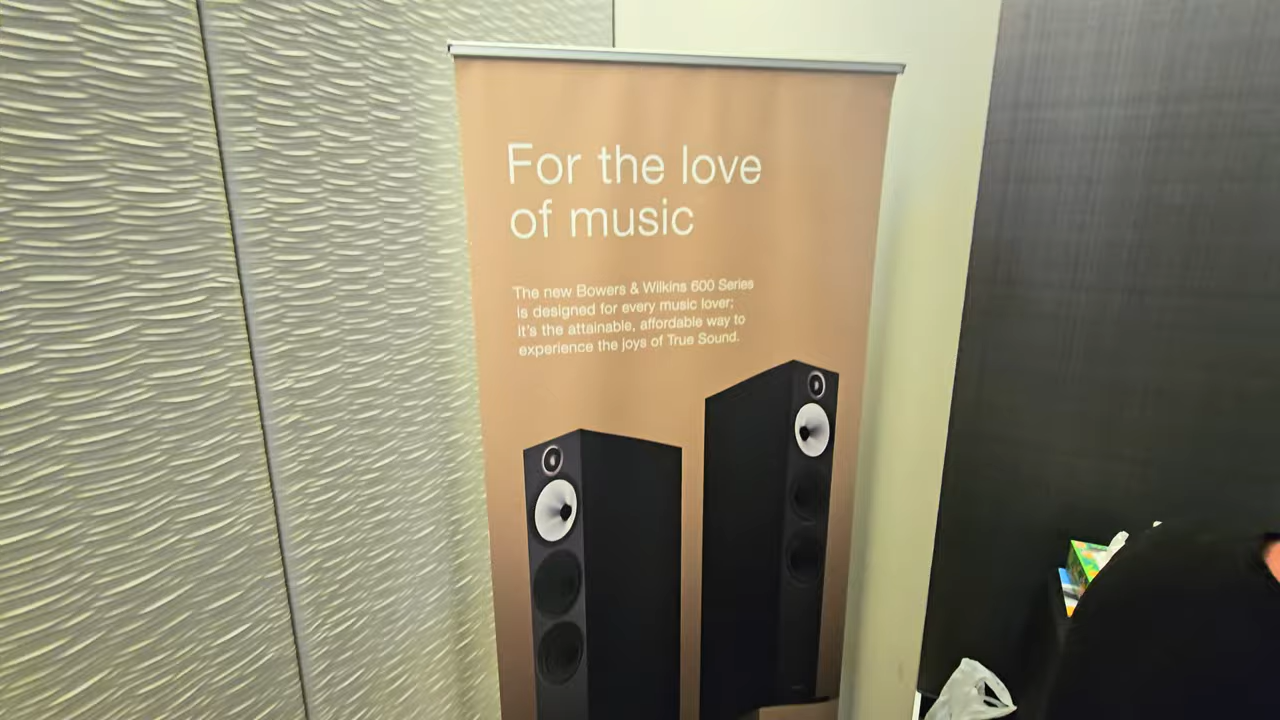 For the love
of music
The new Bowers & Wilkins 600 Series
is designed for every music lover;
it's the attainable, affordable way to
experience the joys of True Sound.